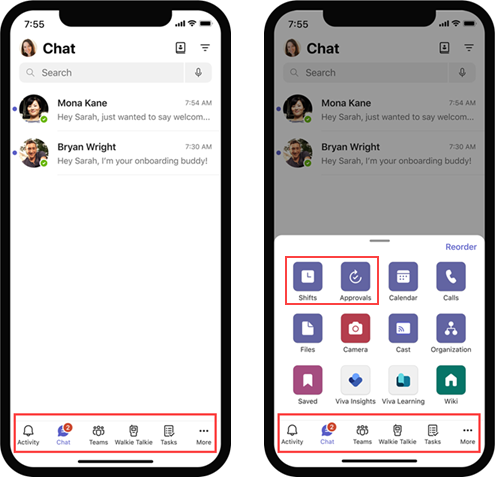 7:55
Chat
Search
Mona Kane
7:54 AM
Hey Sarah, just wanted to say welcom...
Bryan Wright
7:30 AM
Hey Sarah, I'm your onboarding buddy!
Activity
2
Chat
Teams
Walkie Talkie
Tasks
More
7:55
Chat
Search
Mona Kane
7:54 AM
Hey Sarah, just wanted to say welcom...
Bryan Wright
7:30 AM
Hey Sarah, I'm your onboarding buddy!
Reorder
Shifts
Approvals
Calendar
Calls
Files
Camera
Cast
Organization
Saved
Viva Insights
Viva Learning
Wiki
Activity
2
Chat
Teams
Walkie Talkie
Tasks
More